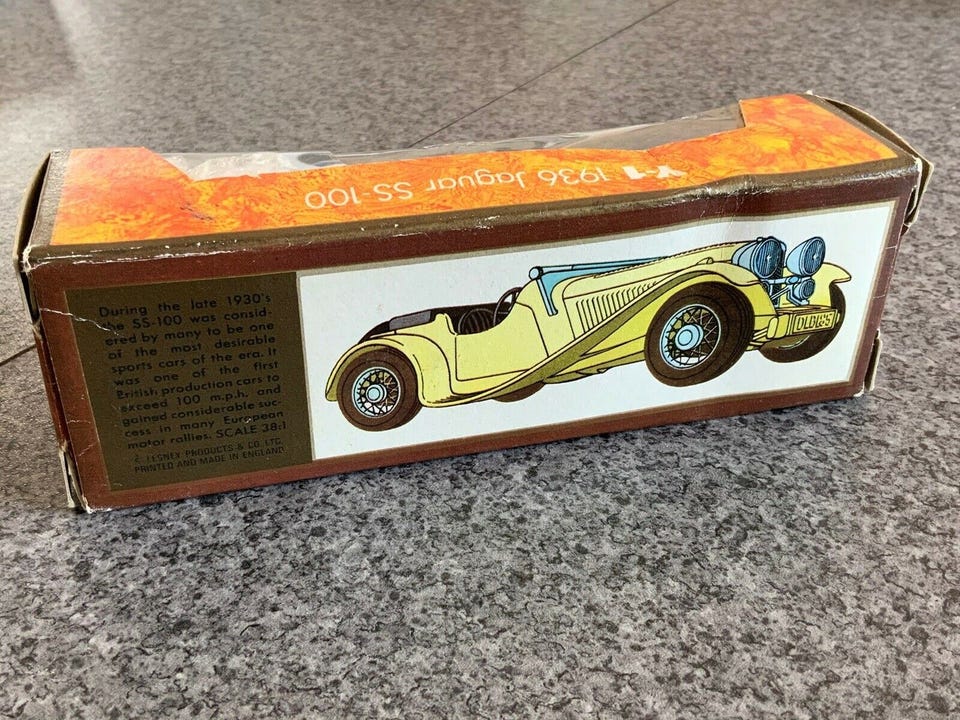 Y-1 1936 Jaguar SS-100
During the late 1930's
the SS-100 was consid-
ered by many to be one
of the most desirable
sports cars of the era. It
was one of the first
British production cars to
exceed 100 m.p.h. and
gained considerable suc-
cess in many European
motor rallies. SCALE 38:1
© LESNEY PRODUCTS & CO. LTD.
PRINTED AND MADE IN ENGLAND